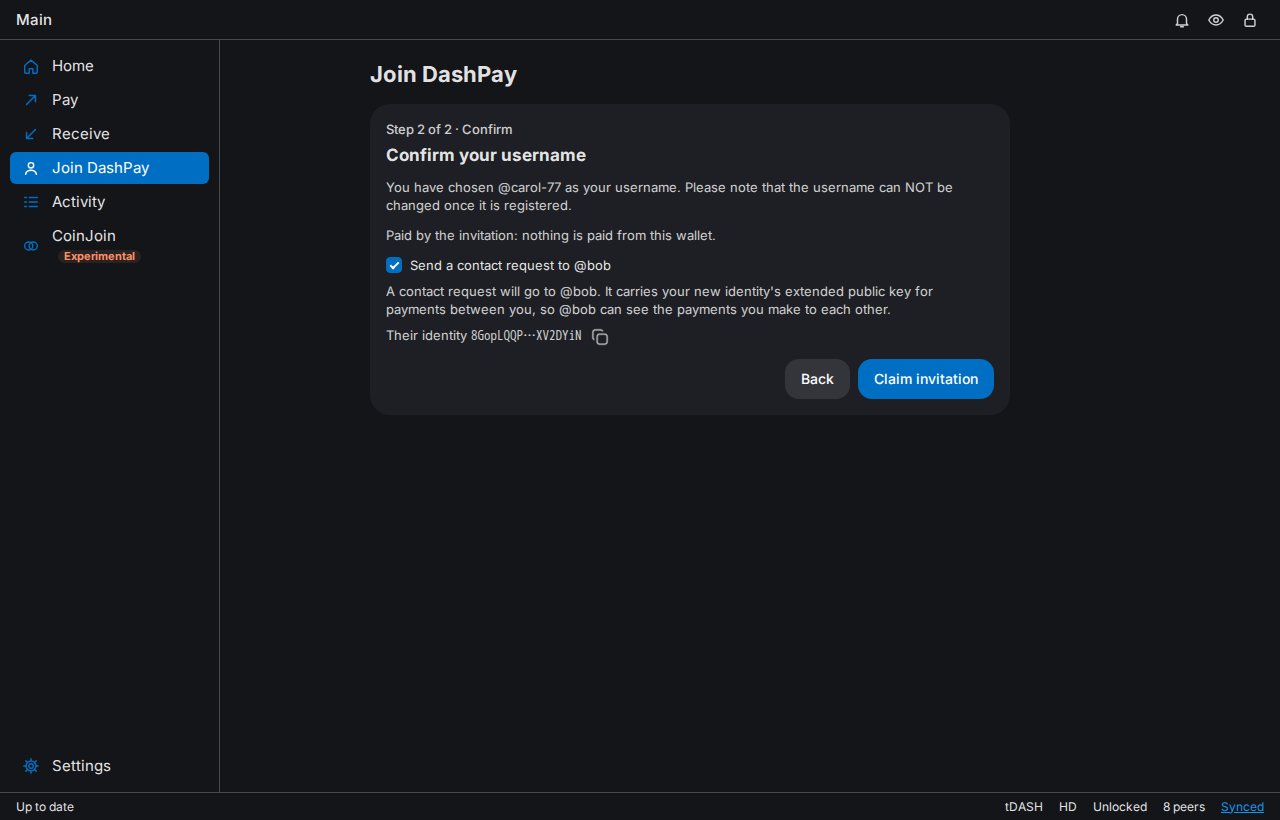 Main
Home
Pay
Receive
Join DashPay
Activity
CoinJoin
Experimental
Settings
Join DashPay
Step 2 of 2 · Confirm
Confirm your username
You have chosen @carol-77 as your username. Please note that the username can NOT be
changed once it is registered.
Paid by the invitation: nothing is paid from this wallet.
Send a contact request to @bob
A contact request will go to @bob. It carries your new identity's extended public key for
payments between you, so @bob can see the payments you make to each other.
Their identity 8GopLQQP⋯XV2DYiN
Back
Claim invitation
Up to date
tDASH
HD
Unlocked
8 peers
Synced